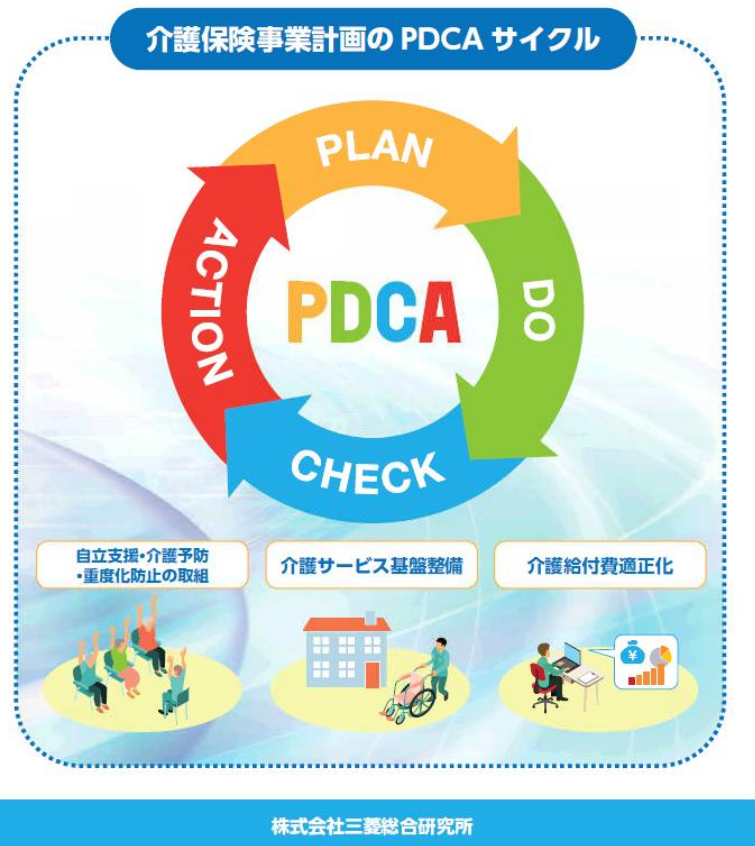 介護保険事業計画の PDCA サイクル
PLAN
DO
CHECK
ACTION
PDCA
自立支援・介護予防
・重度化防止の取組
介護サービス基盤整備
介護給付費適正化
¥
株式会社三菱総合研究所